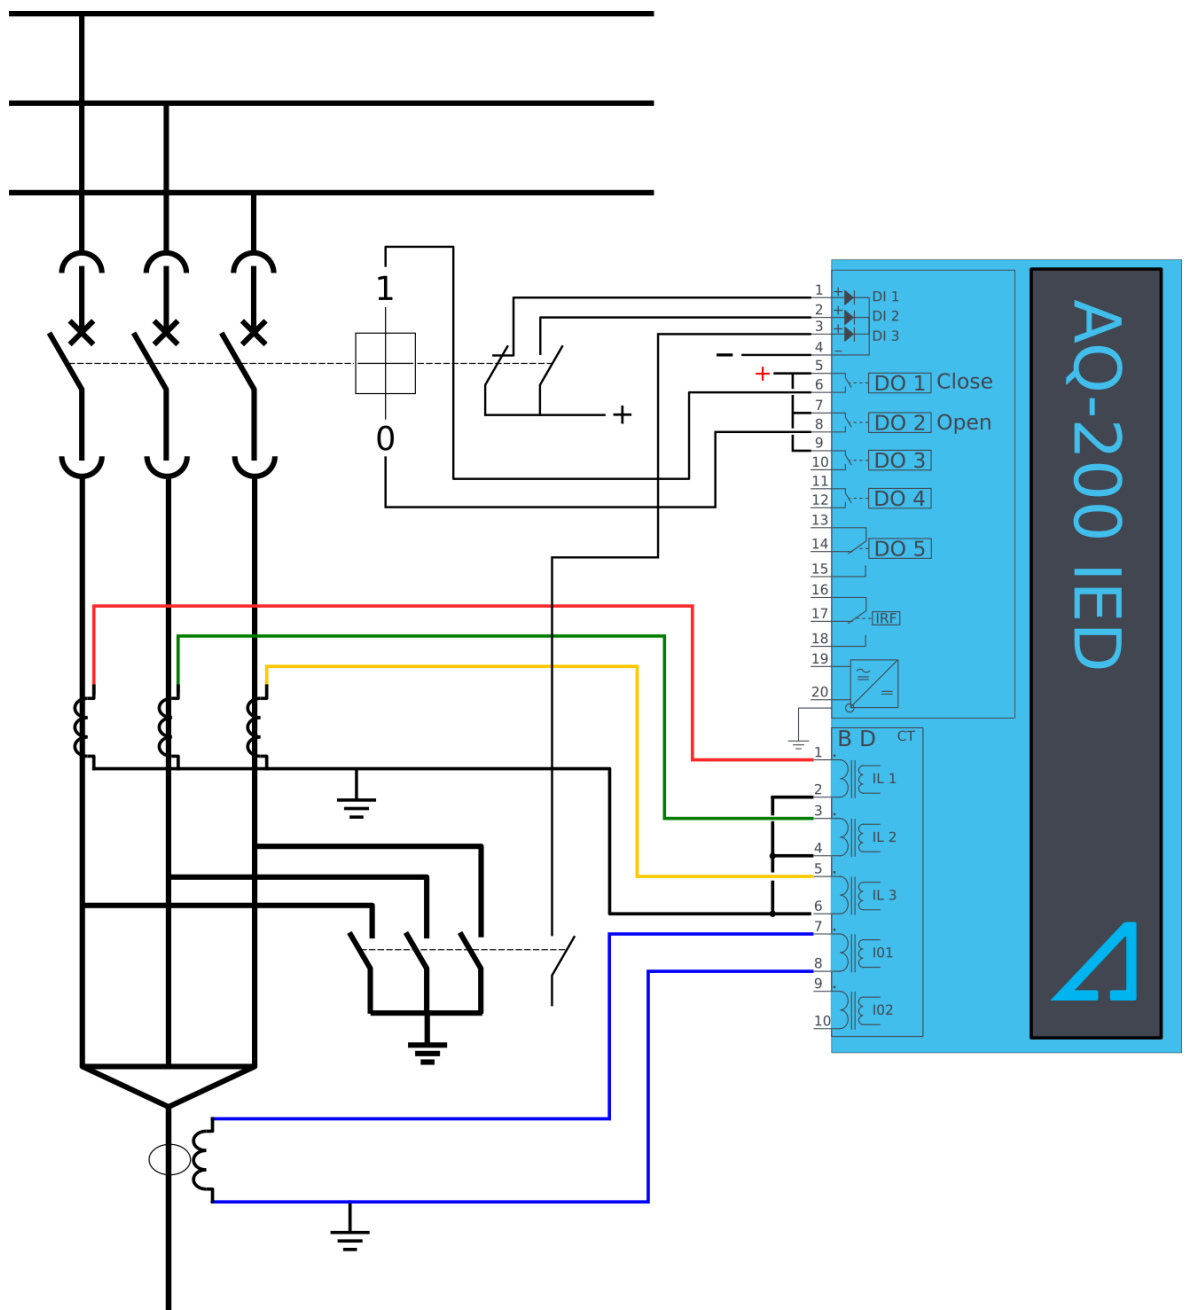 1
0
+
−
+
1 + DI 1
2 + DI 2
3 + DI 3
4 −
5
6 DO 1 Close
7
8 DO 2 Open
9
10 DO 3
11
12 DO 4
13
14 DO 5
15
16
17 IRF
18
19
20
B D CT
1
IL 1
2
3
IL 2
4
5
IL 3
6
7
I01
8
9
I02
10
AQ-200 IED